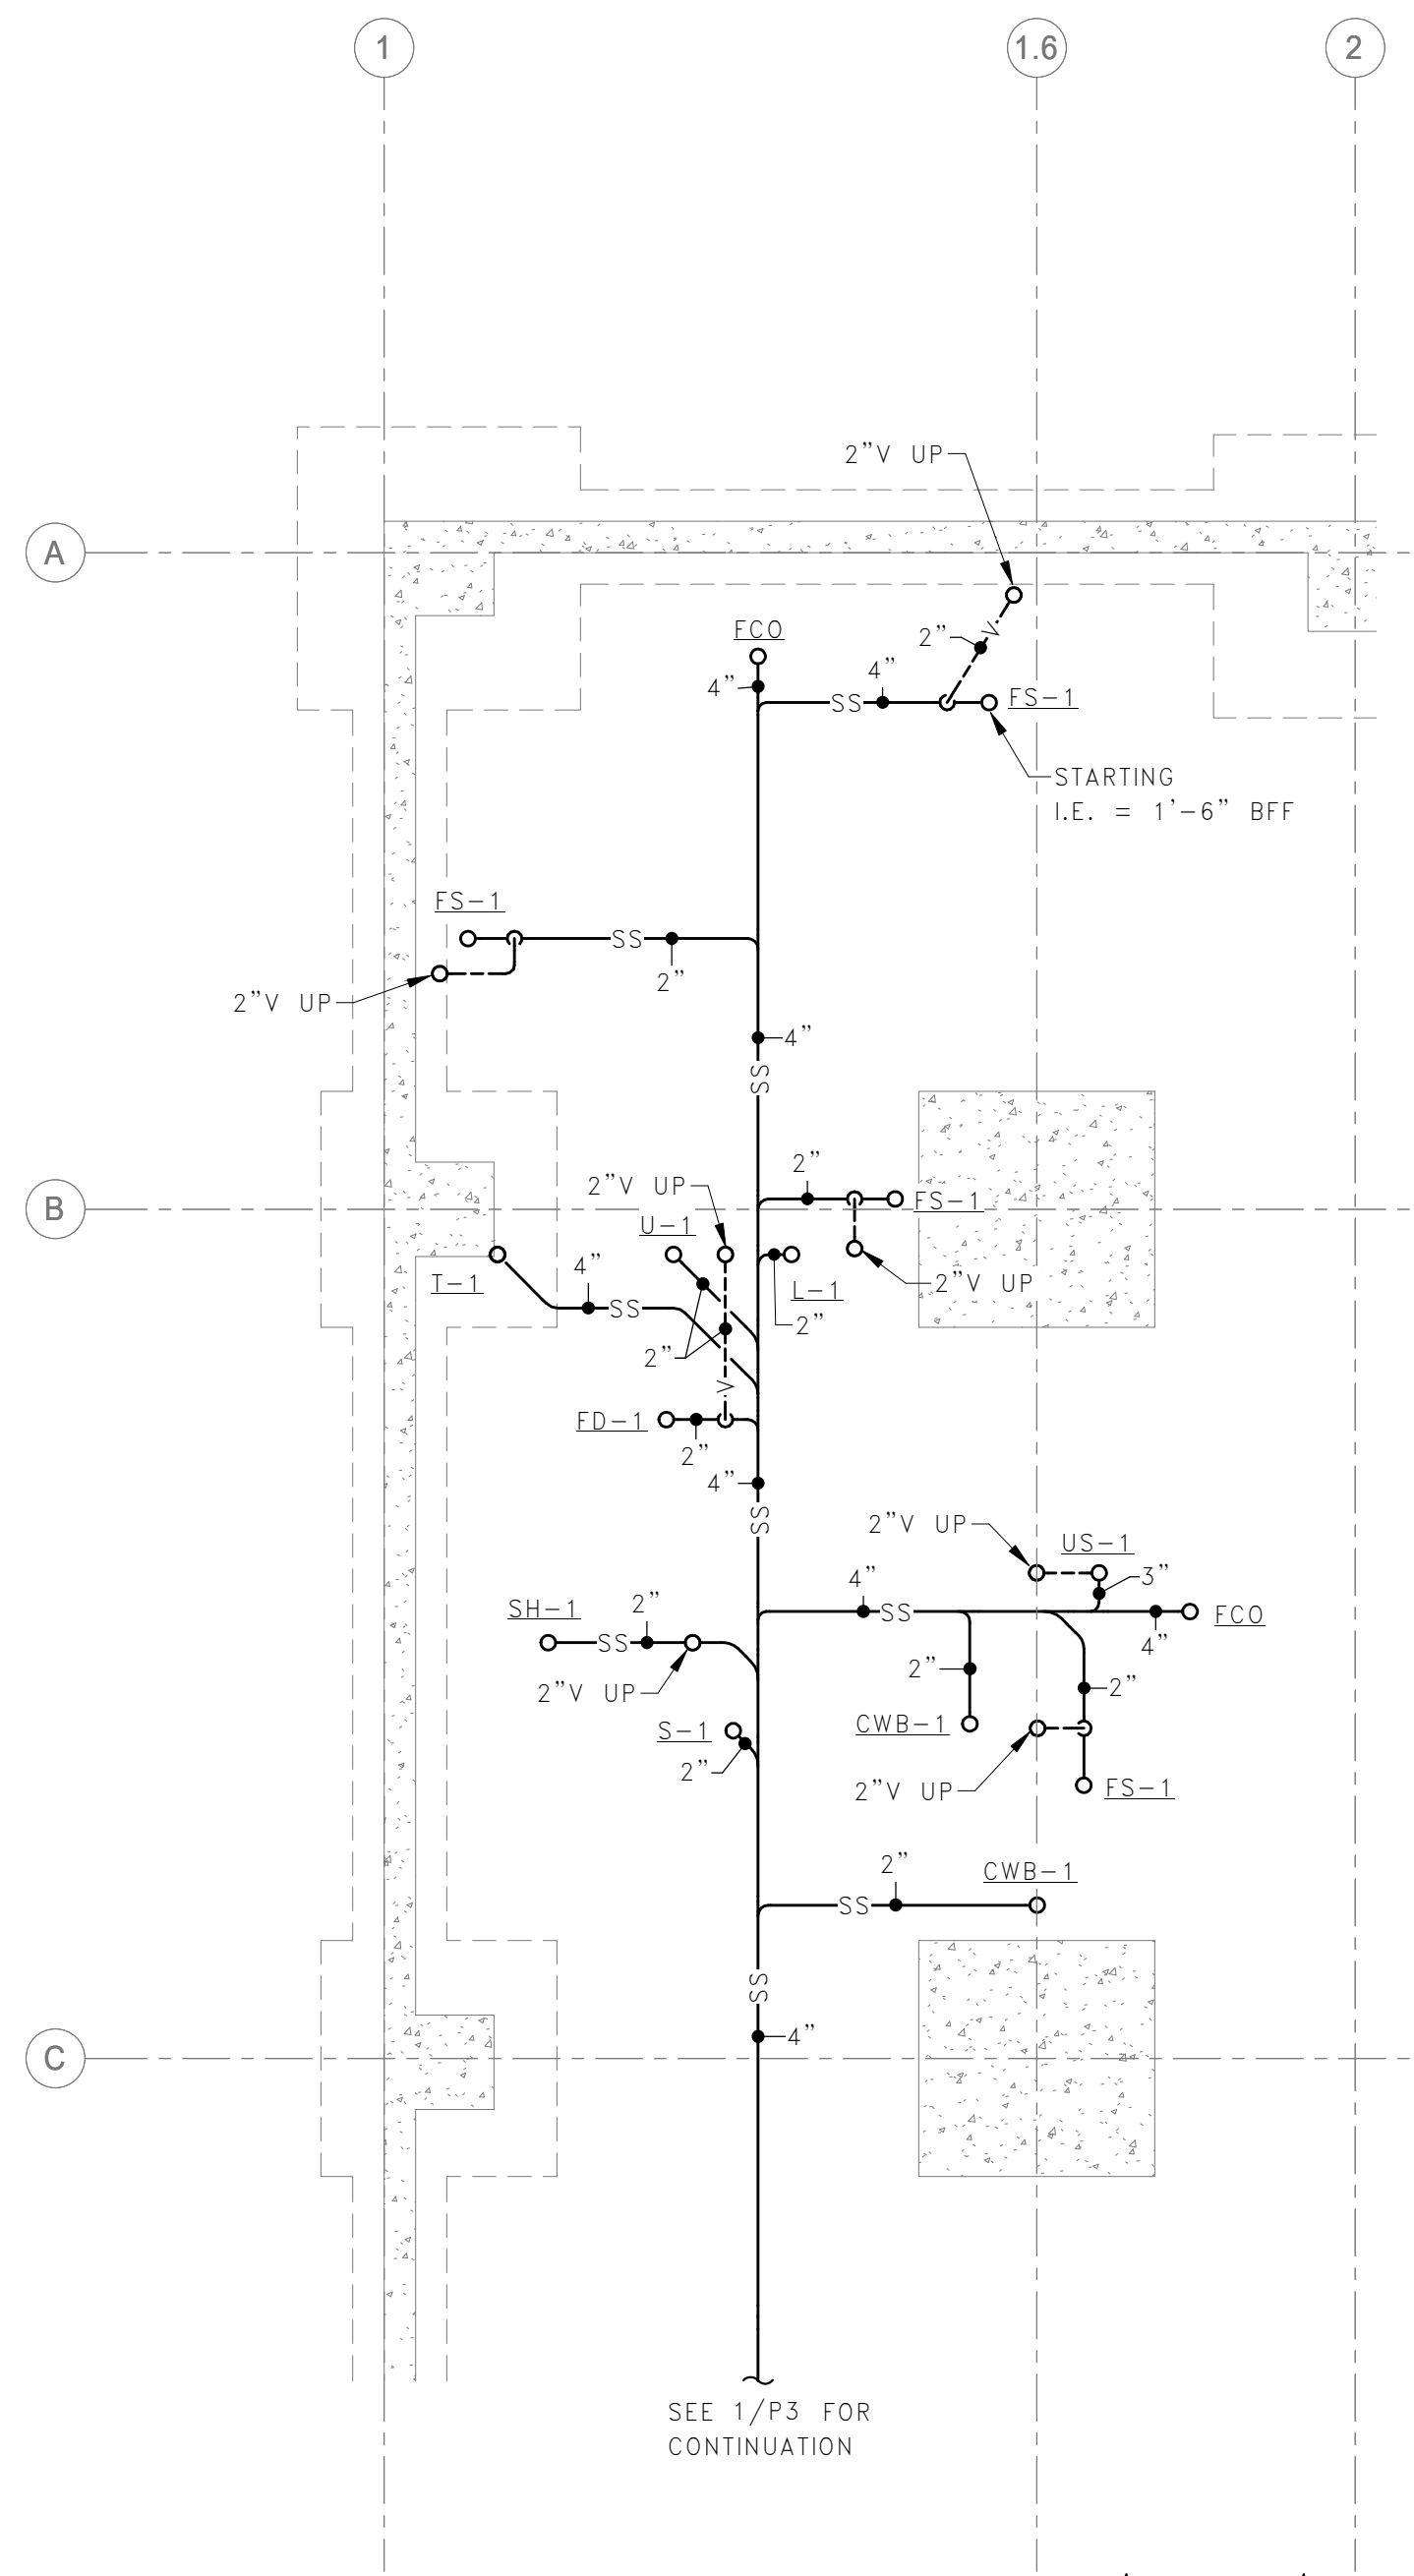 1
1.6
2
2"V UP
A
FCO
2"
V
4"
4"
SS
FS-1
STARTING
I.E. = 1'-6" BFF
FS-1
SS
2"
2"V UP
4"
SS
2"
2"V UP
B
FS-1
U-1
4"
T-1
SS
L-1
2"V UP
2"
2"
V
FD-1
2"
4"
SS
2"V UP
US-1
3"
4"
SH-1
2"
SS
SS
FCO
4"
2"
2"
2"V UP
CWB-1
S-1
2"
2"V UP
FS-1
2"
CWB-1
SS
SS
4"
C
SEE 1/P3 FOR
CONTINUATION